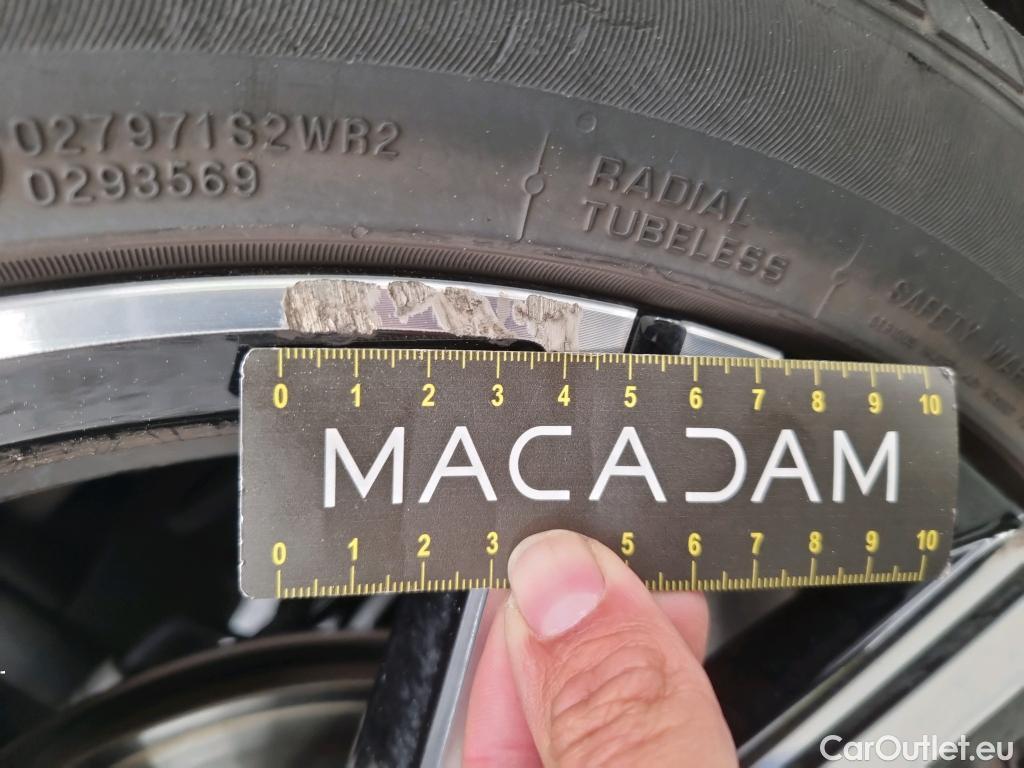 027971S2WR2
0293569
RADIAL
TUBELESS
SAFETY
0 1 2 3 4 5 6 7 8 9 10
MACADAM
0 1 2 3 5 6 7 8 9 10
CarOutlet.eu